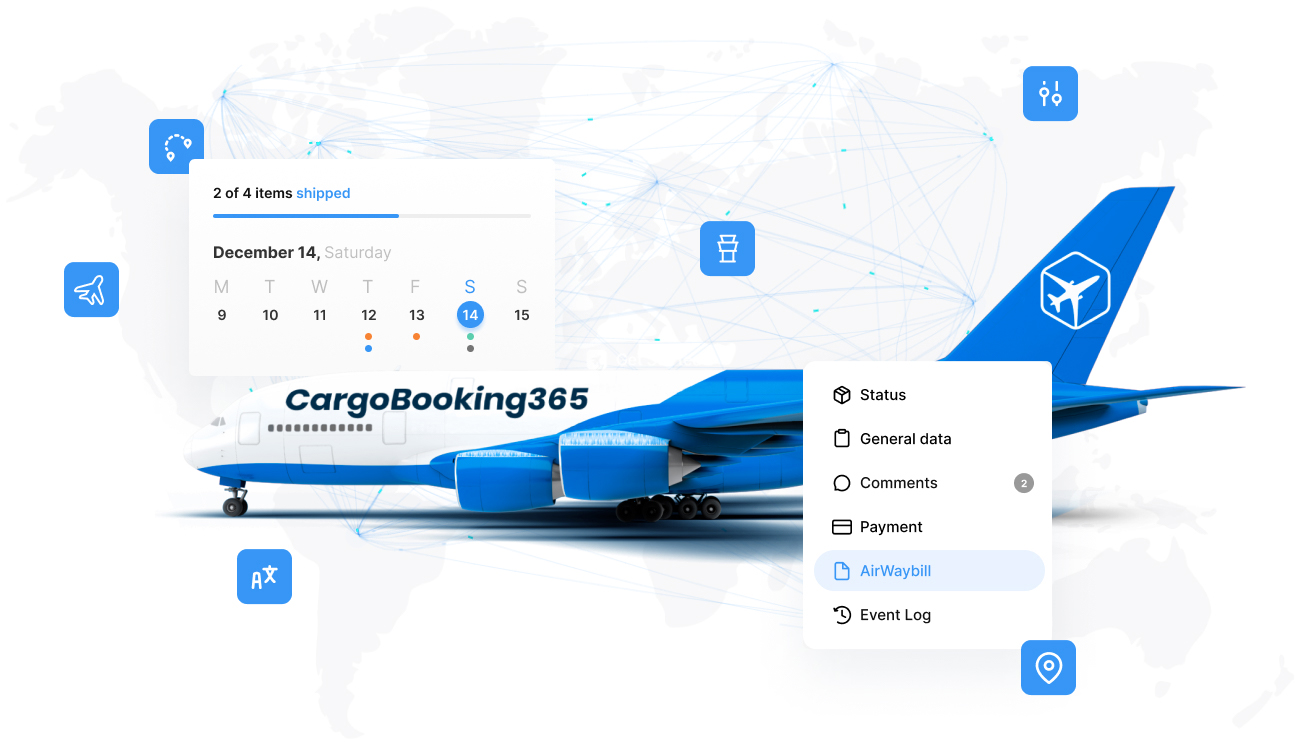 2 of 4 items shipped
December 14, Saturday
M T W T F S S
9 10 11 12 13 14 15
CargoBooking365
Status
General data
Comments 2
Payment
AirWaybill
Event Log